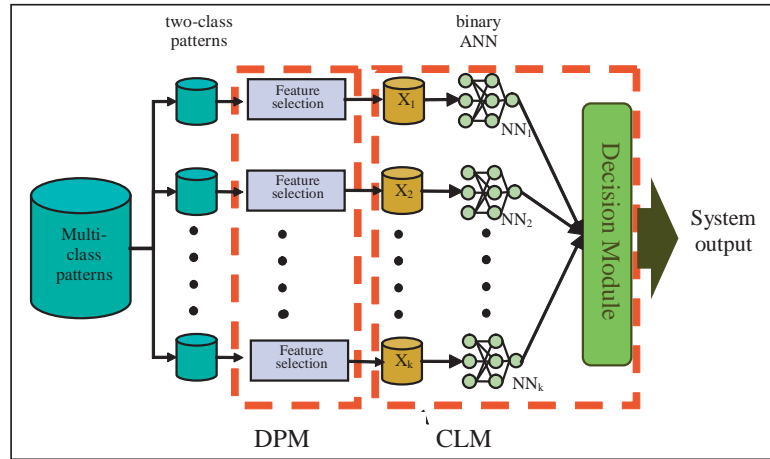 two-class
patterns
binary
ANN
Feature
selection
X1
NN1
Feature
selection
X2
NN2
Multi-
class
patterns
Decision Module
System
output
Feature
selection
Xk
NNk
DPM
CLM